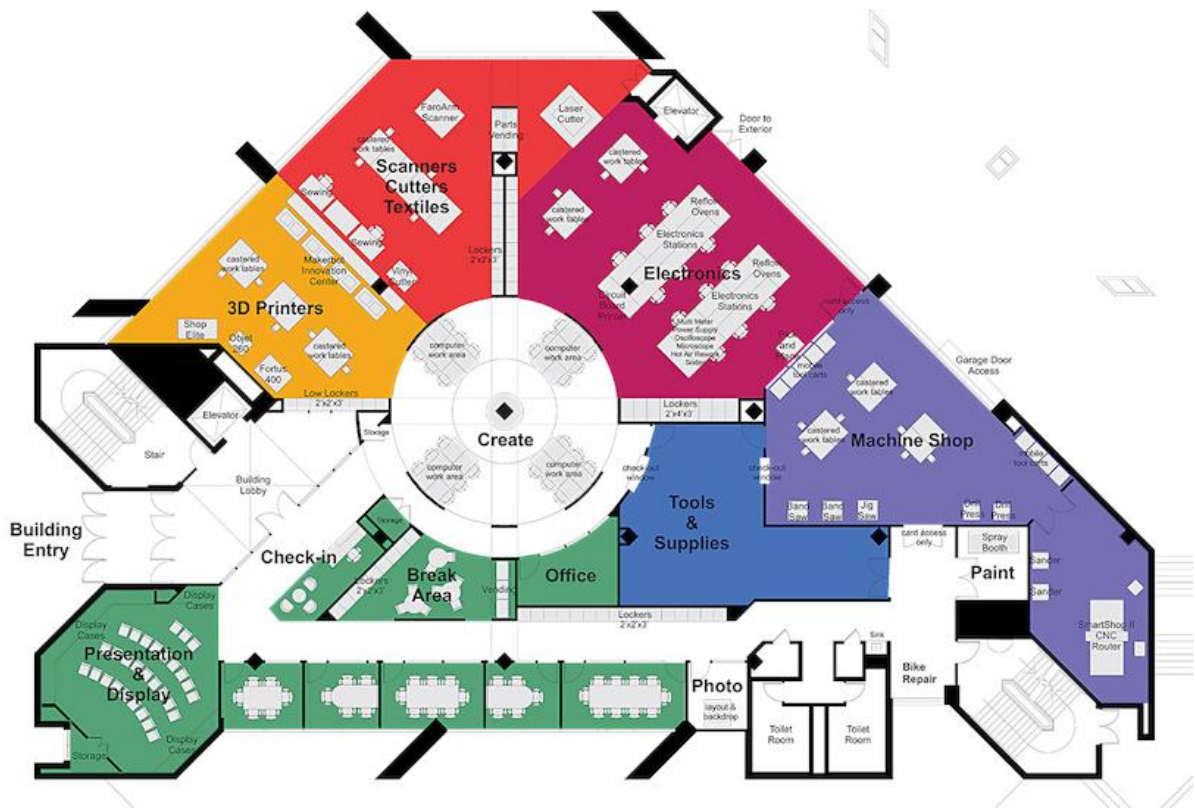 Elevator
Door to
Exterior
FaroArm
Scanner
Laser
Cutter
Parts
Vending
castered
work tables
Scanners
Cutters
Textiles
castered
work tables
Sewing
Sewing
castered
work tables
Reflow
Ovens
Electronics
Stations
Lockers
2'x2'x3'
Makerbot
Innovation
Center
Vinyl
Cutter
castered
work tables
Electronics
Reflow
Ovens
Circuit
Board
Printer
Electronics
Stations
card access
only
3D Printers
Shop
Elite
Objet
260
castered
work tables
Fortus
400
computer
work area
computer
work area
Multi Meter
Power Supply
Oscilloscope
Microscope
Hot Air Rework
Solder
Pick
and
Place
mobile
tool carts
Garage Door
Access
castered
work tables
Low Lockers
2'x2'x3'
Lockers
2'x4'x3'
Elevator
Storage
Create
castered
work tables
Machine Shop
mobile
tool carts
Stair
Building
Lobby
computer
work area
computer
work area
check-out
window
check-out
window
Tools
&
Supplies
Band
Saw
Band
Saw
Jig
Saw
Drill
Press
Drill
Press
Building
Entry
Storage
Check-in
Lockers
2'x2'x3'
Break
Area
Vending
Office
card access
only
Spray
Booth
Paint
Sander
Sander
Lockers
2'x2'x3'
SmartShop II
CNC
Router
Display
Cases
Display
Cases
Presentation
&
Display
Display
Cases
Storage
Photo
layout &
backdrop
Sink
Bike
Repair
Toilet
Room
Toilet
Room